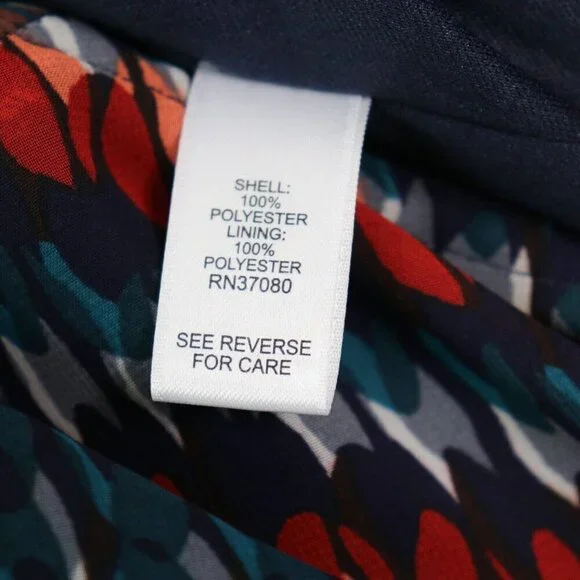 SHELL:
100%
POLYESTER
LINING:
100%
POLYESTER
RN37080
SEE REVERSE
FOR CARE